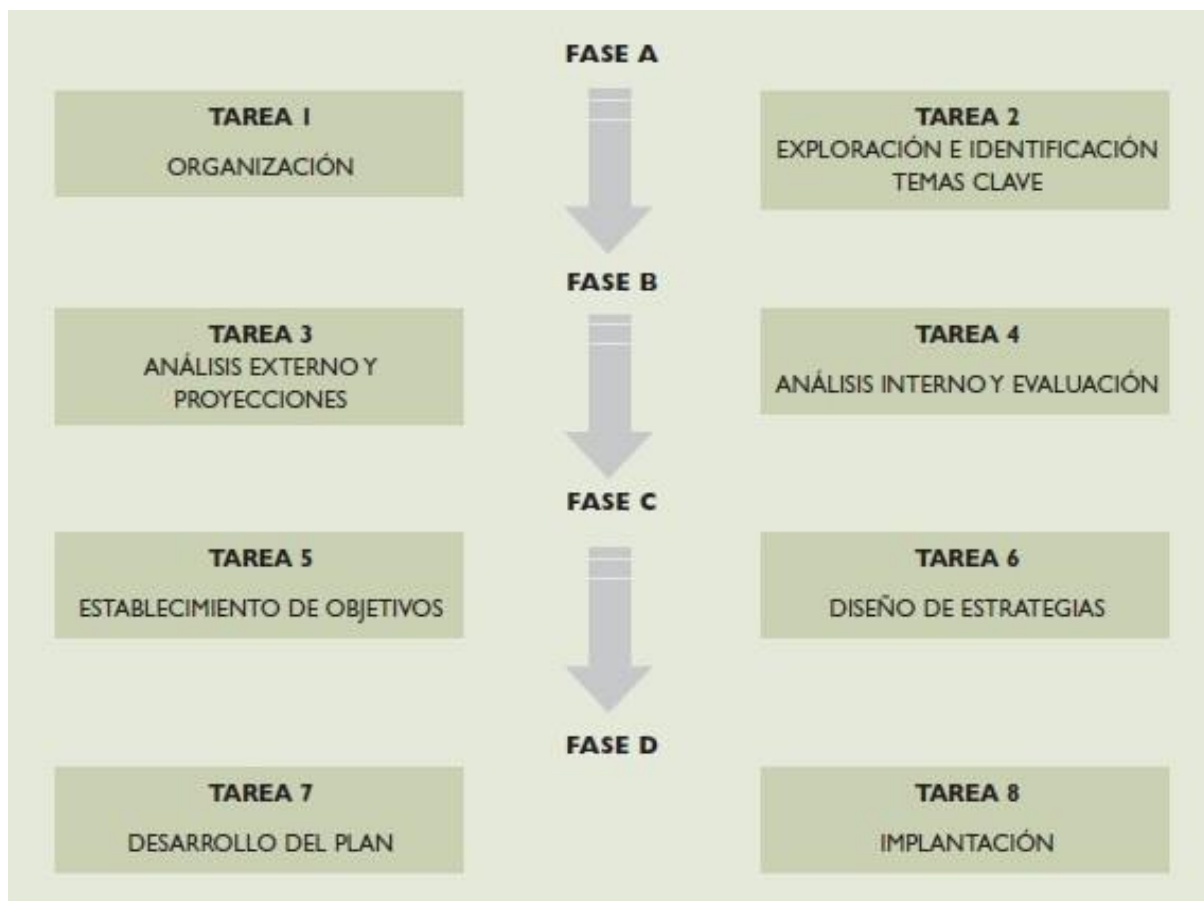 FASE A
TAREA 1
ORGANIZACIÓN
TAREA 2
EXPLORACIÓN E IDENTIFICACIÓN
TEMAS CLAVE
FASE B
TAREA 3
ANÁLISIS EXTERNO Y
PROYECCIONES
TAREA 4
ANÁLISIS INTERNO Y EVALUACIÓN
FASE C
TAREA 5
ESTABLECIMIENTO DE OBJETIVOS
TAREA 6
DISEÑO DE ESTRATEGIAS
FASE D
TAREA 7
DESARROLLO DEL PLAN
TAREA 8
IMPLANTACIÓN